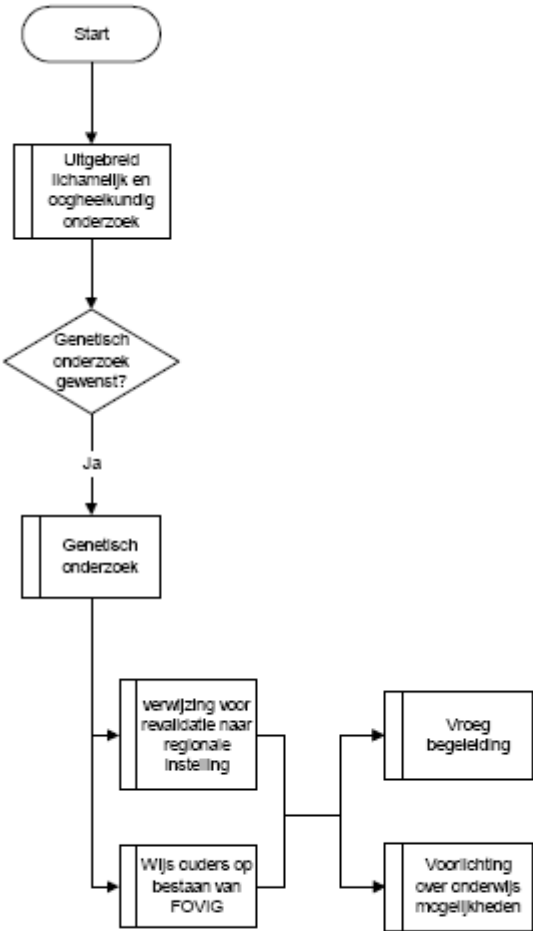 Start
Uitgebreid
lichamelijk en
oogheelkundig
onderzoek
Genetisch
onderzoek
gewenst?
Ja
Genetisch
onderzoek
verwijzing voor
revalidatie naar
regionale
instelling
Vroeg
begeleiding
Wijs ouders op
bestaan van
FOVIG
Voorlichting
over onderwijs
mogelijkheden